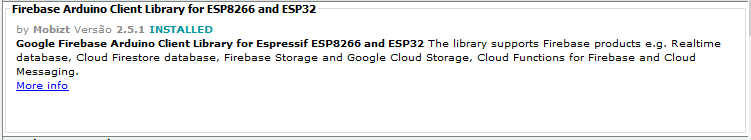 Firebase Arduino Client Library for ESP8266 and ESP32
by Mobizt Versão 2.5.1 INSTALLED
Google Firebase Arduino Client Library for Espressif ESP8266 and ESP32 The library supports Firebase products e.g. Realtime
database, Cloud Firestore database, Firebase Storage and Google Cloud Storage, Cloud Functions for Firebase and Cloud
Messaging.
More info